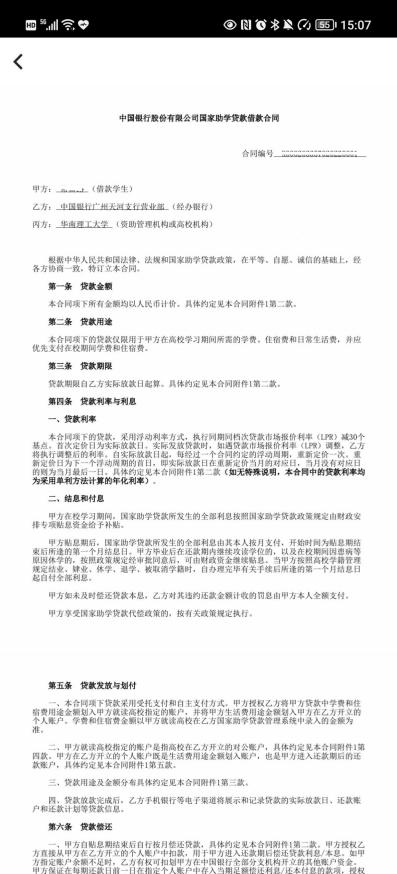 HD 5G 55 15:07
中国银行股份有限公司国家助学贷款借款合同
合同编号
甲方：（借款学生）
乙方：中国银行广州天河支行营业部（经办银行）
丙方：华南理工大学（资助管理机构或高校机构）
根据中华人民共和国法律、法规和国家助学贷款政策，在平等、自愿、诚信的基础上，经
各方协商一致，特订立本合同。
第一条 贷款金额
本合同项下所有金额均以人民币计价。具体约定见本合同附件1第二款。
第二条 贷款用途
本合同项下的贷款仅限用于甲方在高校学习期间所需的学费、住宿费和日常生活费，并应
优先支付在校期间学费和住宿费。
第三条 贷款期限
贷款期限自乙方实际放款日起算。具体约定见本合同附件1第二款。
第四条 贷款利率与利息
一、贷款利率
本合同项下的贷款，采用浮动利率方式，执行同期同档次贷款市场报价利率（LPR）减30个
基点。首次定价日为实际放款日。实际发放贷款时，如遇贷款市场报价利率（LPR）调整，乙方
将执行调整后的利率。自实际放款日起，每经过一个合同约定的浮动周期，重新定价一次。重
新定价日为下一个浮动周期的首日，即实际放款日在重新定价当月的对应日，当月没有对应日
的则为当月最后一日。具体约定见本合同附件1第二款（如无特殊说明，本合同中的贷款利率均
为采用单利方法计算的年化利率）。
二、结息和付息
甲方在校学习期间，国家助学贷款所发生的全部利息按照国家助学贷款政策规定由财政安
排专项贴息资金给予补贴。
甲方贴息期后，国家助学贷款所发生的全部利息由其本人按月支付，开始时间为贴息期结
束后所逢的第一个月结息日。甲方毕业后在还款期内继续攻读学位的，以及在校期间因患病等
原因休学的，按照政策规定经审批同意后，可由财政资金继续贴息。当甲方按照高校学籍管理
规定结业、肄业、休学、退学、被取消学籍时，自办理完毕有关手续后所逢的第一个月结息日
起自付全部利息。
甲方如未及时偿还贷款本息，乙方对其违约还款金额计收的罚息由甲方本人全额支付。
甲方享受国家助学贷款代偿政策的，按有关政策规定执行。
第五条 贷款发放与划付
一、本合同项下贷款采用受托支付和自主支付方式。甲方授权乙方将甲方贷款中学费和住
宿费用途金额划入甲方就读高校指定的账户，并将甲方生活费用途金额划入甲方在乙方开立的
个人账户。学费和住宿费金额以甲方就读高校在乙方国家助学贷款管理系统中录入的金额为
准。
二、甲方就读高校指定的账户是指高校在乙方开立的对公账户，具体约定见本合同附件1第
四款。甲方在乙方开立的个人账户既是生活费用途金额划入账户，也是甲方进入还款期后的还
款账户，具体约定见本合同附件1第五款。
三、贷款用途及金额分布具体约定见本合同附件1第三款。
四、贷款放款完成后，乙方手机银行等电子渠道将展示和记录贷款的实际放款日、还款账
户和还款计划等贷款信息。
第六条 贷款偿还
一、甲方自贴息期结束后自行按月偿还贷款，具体约定见本合同附件1第二款。甲方授权乙
方直接从甲方在乙方开立的个人账户中扣款，用于甲方进入还款期后偿还贷款利息/本息。如甲
方指定账户余额不足时，乙方有权可扣划甲方在中国银行全部分支机构开立的其他账户资金。
甲方保证在每期还款日前一日在指定个人账户中存入当期足额偿还利息/还本付息的款项，授权